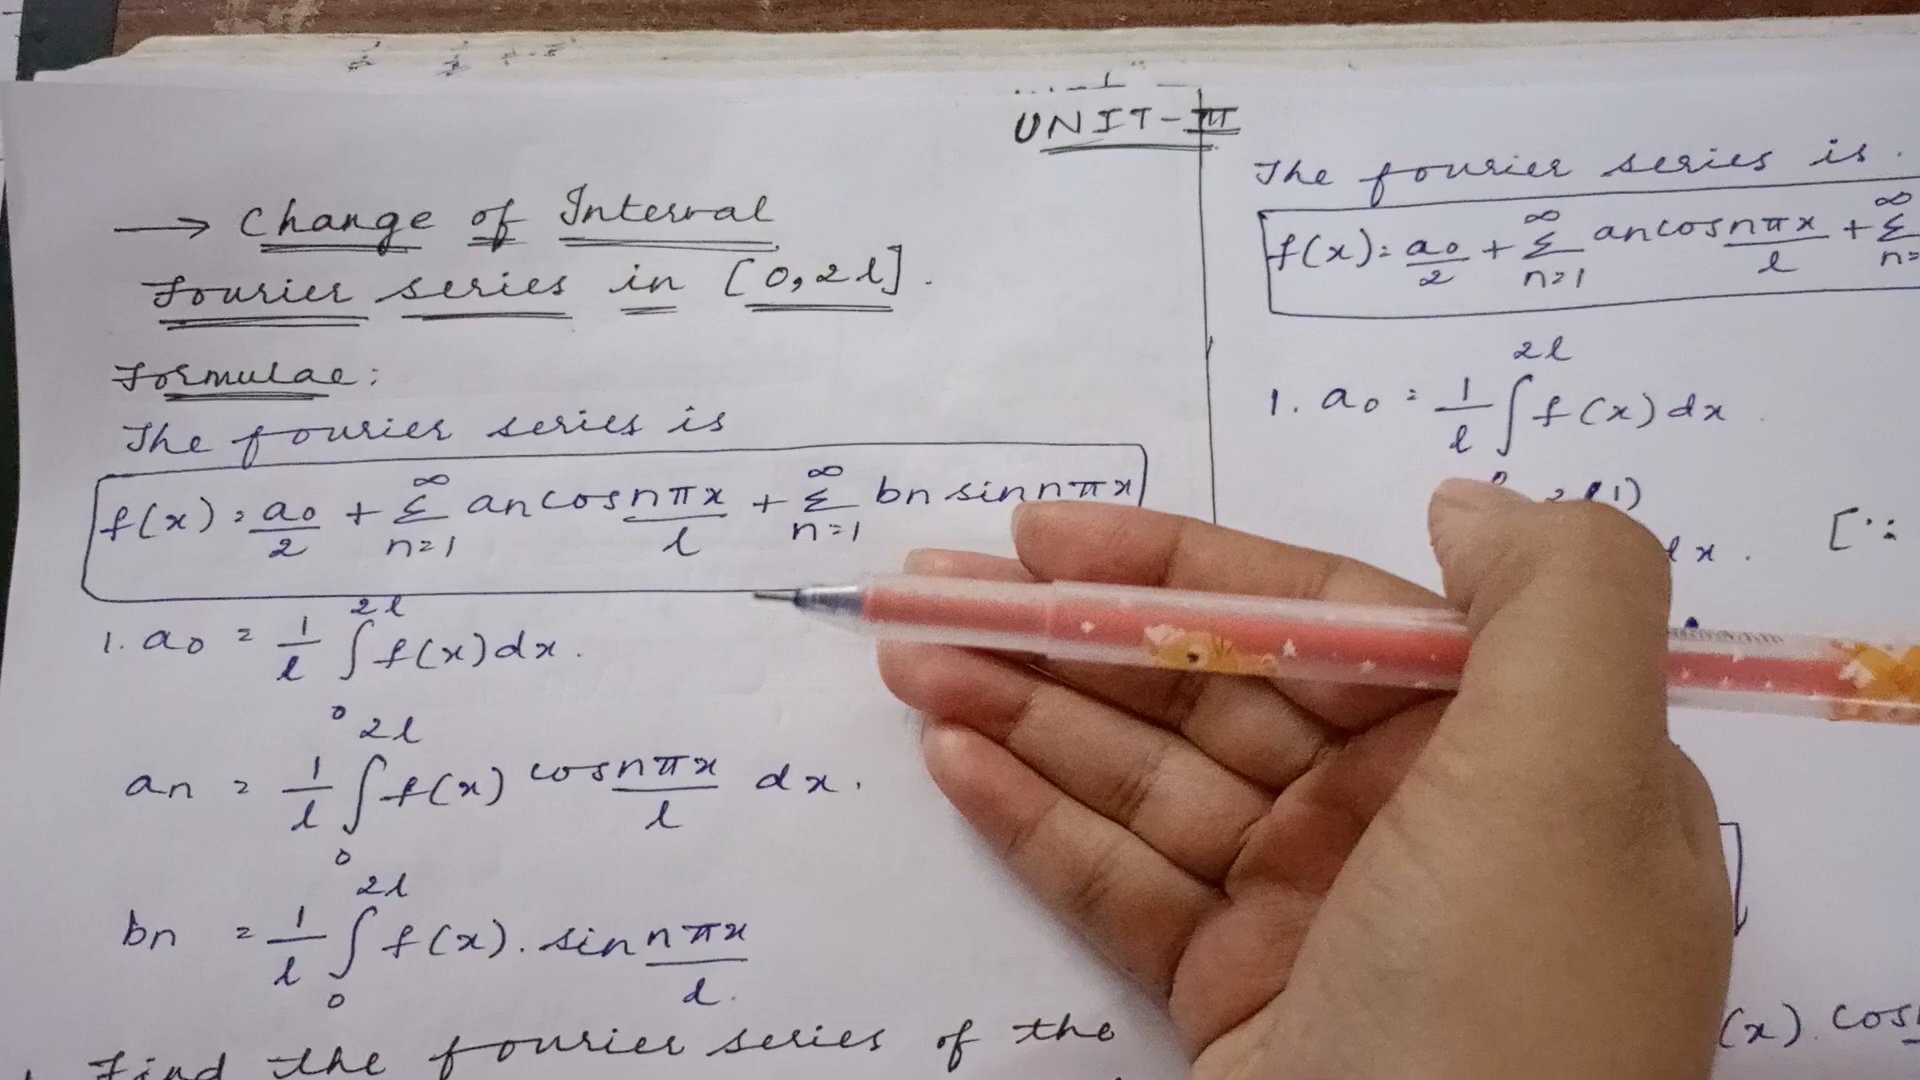 UNIT-III
→ Change of Interval
Fourier series in [0,2l].
Formulae:
The fourier series is
f(x) = a0/2 + ∞ Σ n=1 an cos nπx/l + ∞ Σ n=1 bn sin nπx
1. a0 = 1/l ∫ 0 2l f(x) dx.
an = 1/l ∫ 0 2l f(x) cos nπx/l dx.
bn = 1/l ∫ 0 2l f(x). sin nπx/l.
Find the fourier series of the
The fourier series is.
f(x) = a0/2 + ∞ Σ n=1 an cos nπx/l + ∞ Σ n=
1. a0 = 1/l ∫ 0 2l f(x) dx
dx. [∵
(x). cos